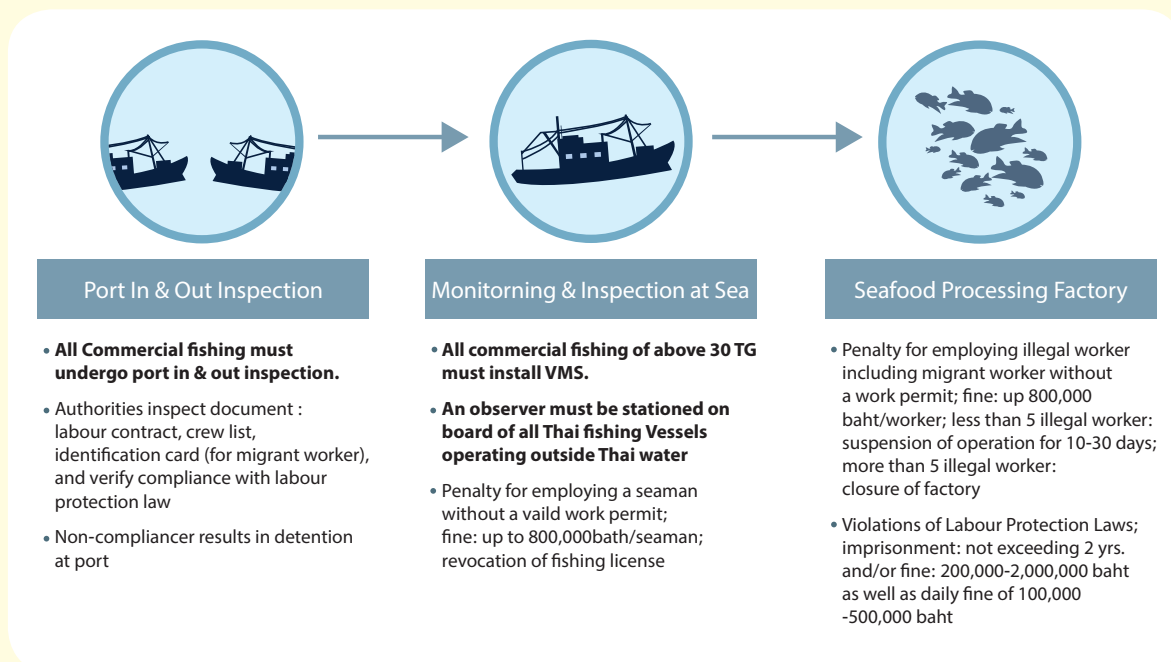 Port In & Out Inspection
• All Commercial fishing must
undergo port in & out inspection.
• Authorities inspect document :
labour contract, crew list,
identification card (for migrant worker),
and verify compliance with labour
protection law
• Non-compliancer results in detention
at port
Monitorning & Inspection at Sea
• All commercial fishing of above 30 TG
must install VMS.
• An observer must be stationed on
board of all Thai fishing Vessels
operating outside Thai water
• Penalty for employing a seaman
without a vaild work permit;
fine: up to 800,000bath/seaman;
revocation of fishing license
Seafood Processing Factory
• Penalty for employing illegal worker
including migrant worker without
a work permit; fine: up 800,000
baht/worker; less than 5 illegal worker:
suspension of operation for 10-30 days;
more than 5 illegal worker:
closure of factory
• Violations of Labour Protection Laws;
imprisonment: not exceeding 2 yrs.
and/or fine: 200,000-2,000,000 baht
as well as daily fine of 100,000
-500,000 baht